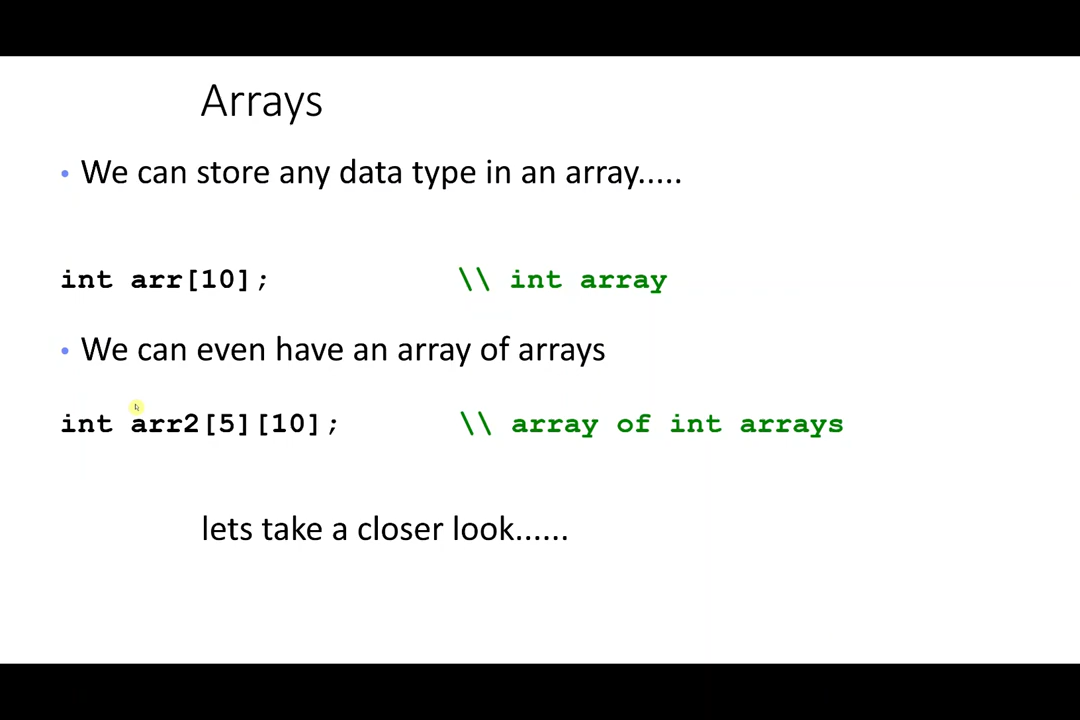 Arrays
• We can store any data type in an array.....
int arr[10]; \\ int array
• We can even have an array of arrays
int arr2[5][10]; \\ array of int arrays
lets take a closer look......